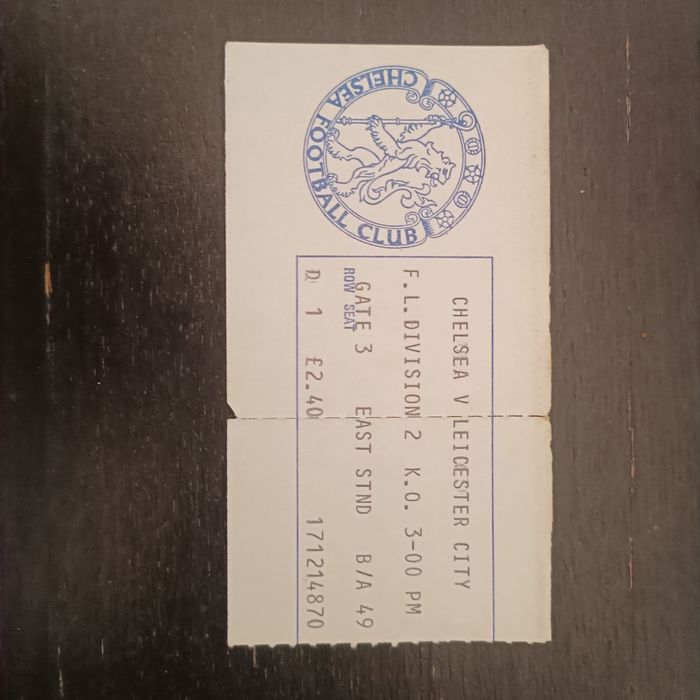 CHELSEA FOOTBALL CLUB
CHELSEA V LEICESTER CITY
F.L.DIVISION 2 K.O. 3-00 PM
GATE 3 EAST STND B/A 49
ROW SEAT
D 1 £2.40 171214870